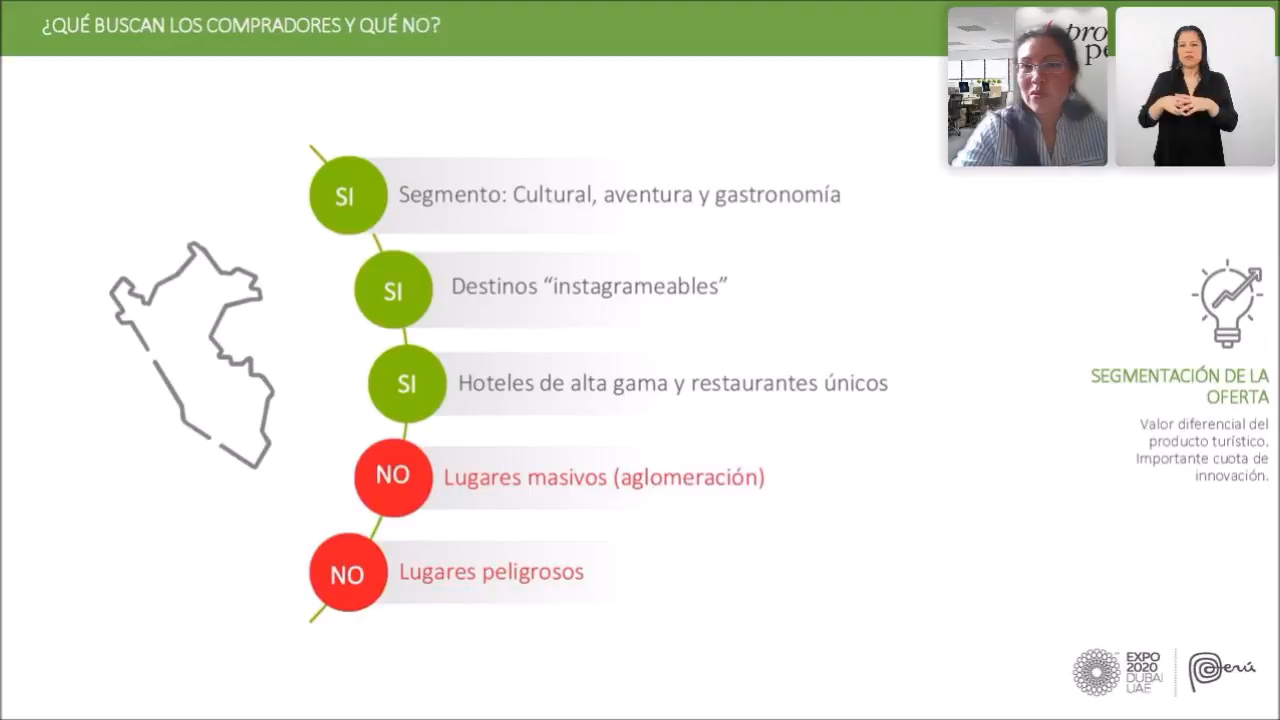 ¿QUÉ BUSCAN LOS COMPRADORES Y QUÉ NO?
pro
pe
SI
Segmento: Cultural, aventura y gastronomía
SI
Destinos “instagrameables”
SI
Hoteles de alta gama y restaurantes únicos
NO
Lugares masivos (aglomeración)
NO
Lugares peligrosos
SEGMENTACIÓN DE LA
OFERTA
Valor diferencial del
producto turístico.
Importante cuota de
innovación.
EXPO
2020
DUBAI
UAE
Perú